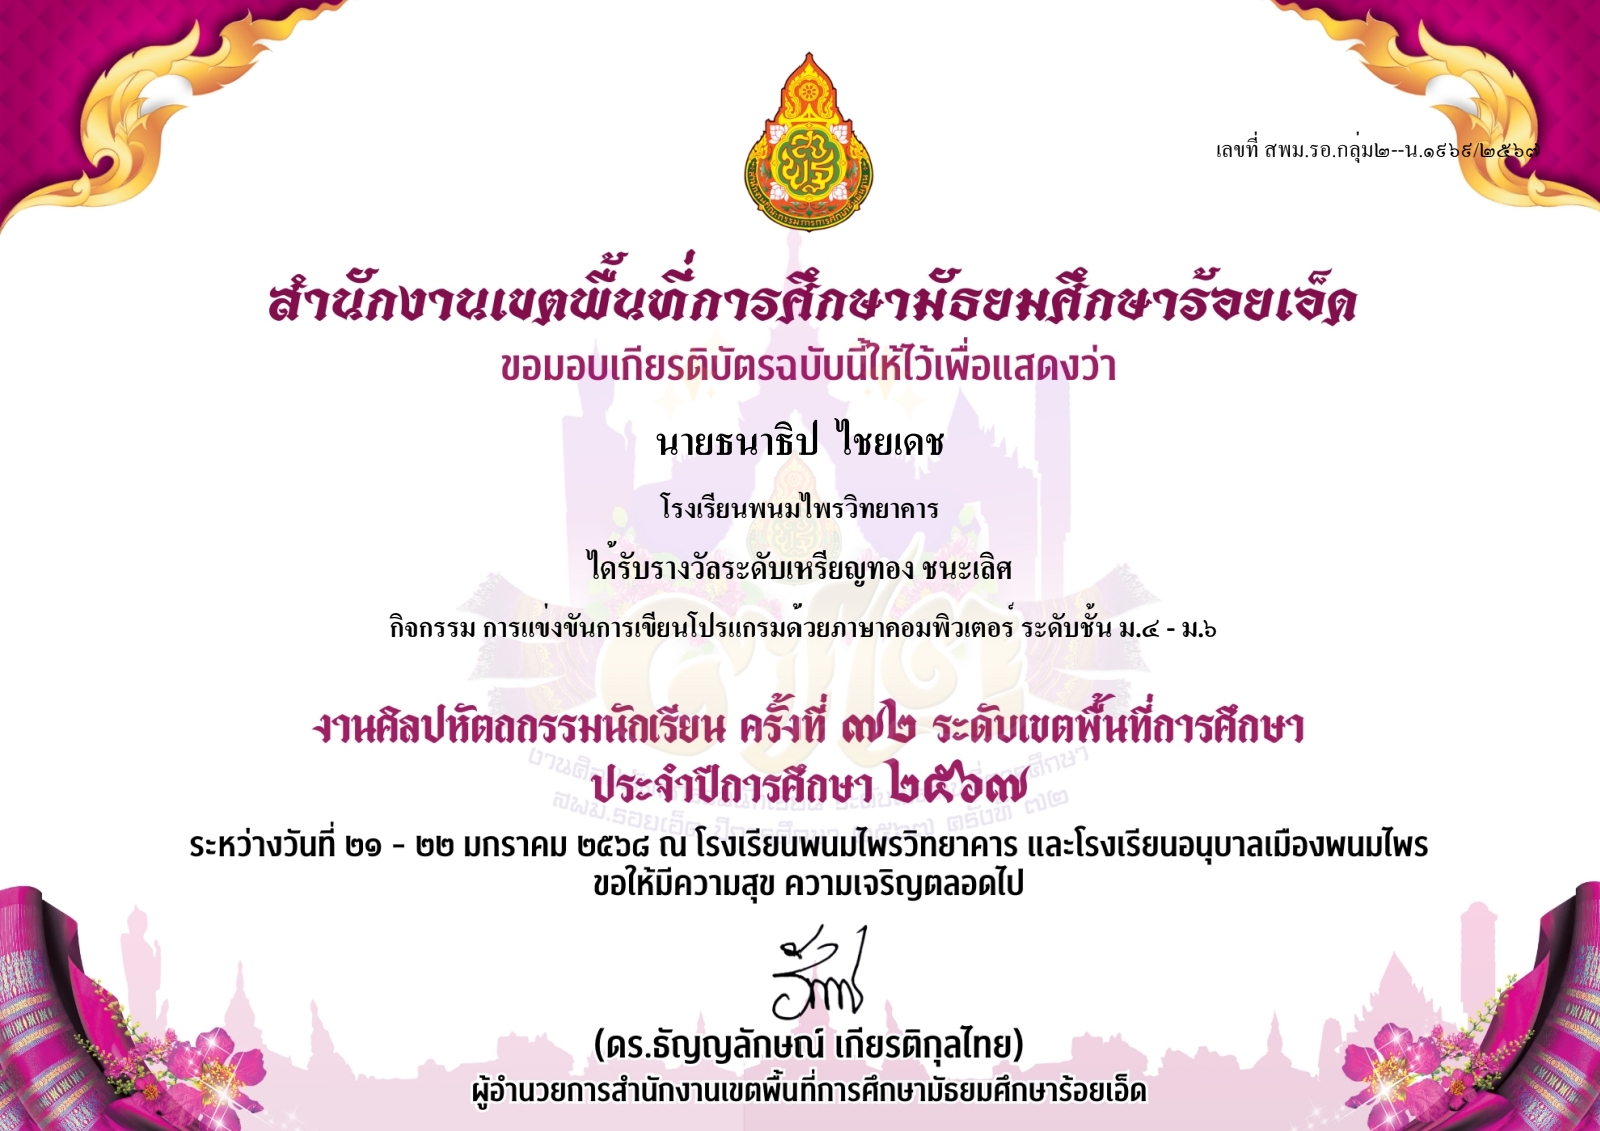 เลขที่ สพม.รอ.กลุ่ม๒--น.๑๙๖๙/๒๕๖๗
สำนักงานเขตพื้นที่การศึกษามัธยมศึกษาร้อยเอ็ด
ขอมอบเกียรติบัตรฉบับนี้ให้ไว้เพื่อแสดงว่า
นายธนาธิป ไชยเดช
โรงเรียนพนมไพรวิทยาคาร
ได้รับรางวัลระดับเหรียญทอง ชนะเลิศ
กิจกรรม การแข่งขันการเขียนโปรแกรมด้วยภาษาคอมพิวเตอร์ ระดับชั้น ม.๔ - ม.๖
งานศิลปหัตถกรรมนักเรียน ครั้งที่ ๗๒ ระดับเขตพื้นที่การศึกษา
ประจำปีการศึกษา ๒๕๖๗
ระหว่างวันที่ ๒๑ - ๒๒ มกราคม ๒๕๖๘ ณ โรงเรียนพนมไพรวิทยาคาร และโรงเรียนอนุบาลเมืองพนมไพร
ขอให้มีความสุข ความเจริญตลอดไป
(ดร.ธัญญลักษณ์ เกียรติกุลไทย)
ผู้อำนวยการสำนักงานเขตพื้นที่การศึกษามัธยมศึกษาร้อยเอ็ด